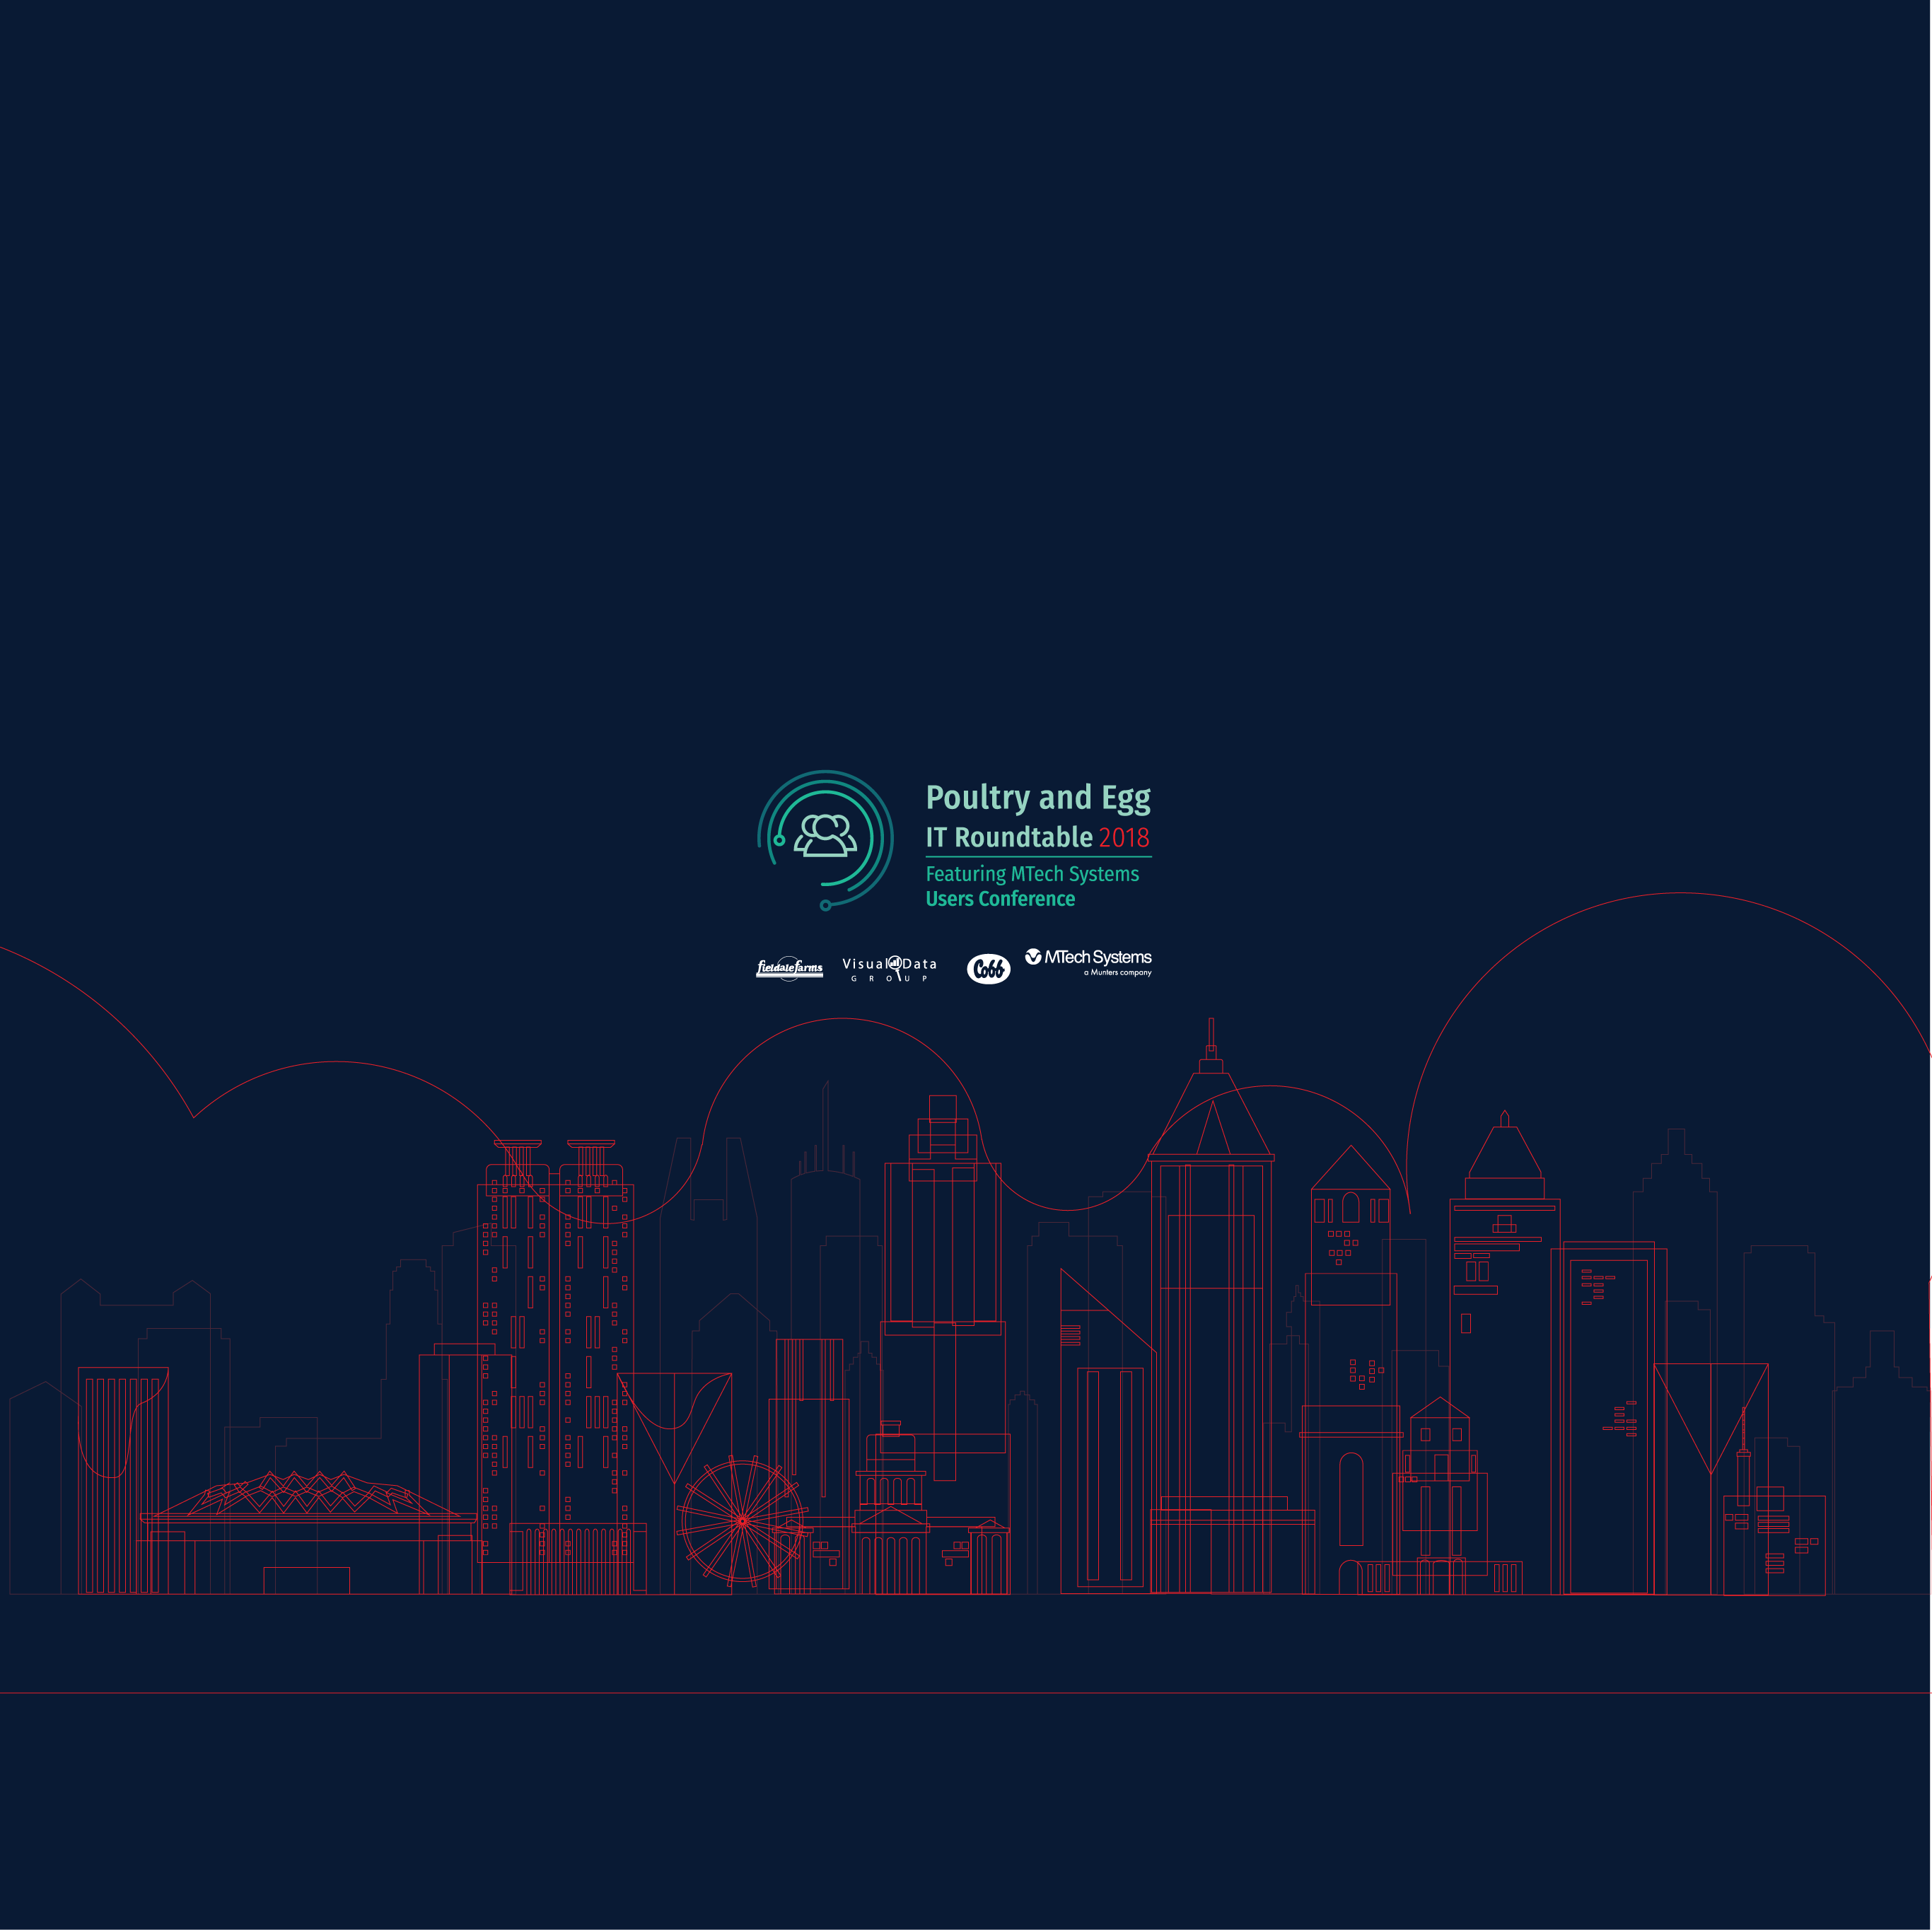 Poultry and Egg
IT Roundtable 2018
Featuring MTech Systems
Users Conference
fieldale farms
Visual Data
GROUP
Cobb
MTech Systems
a Munters company